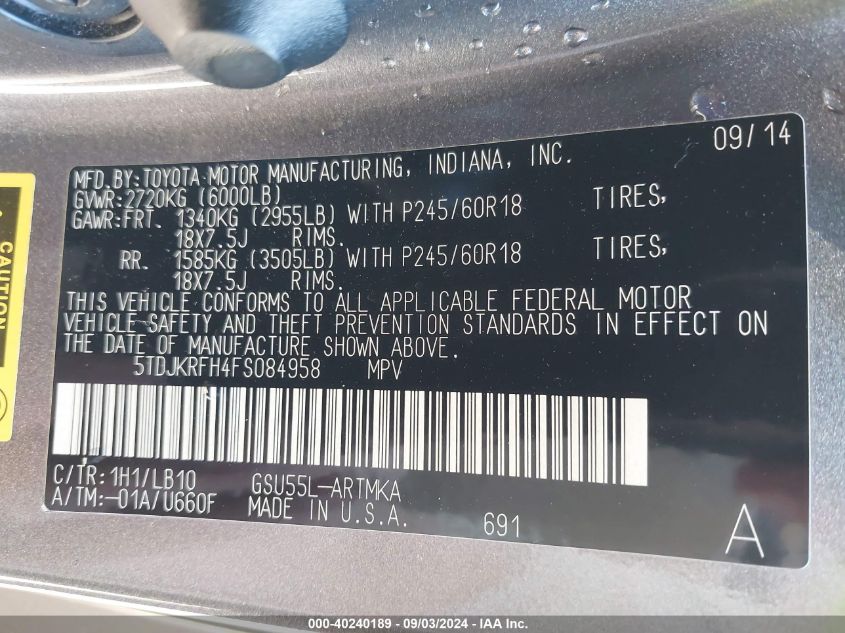 09/14
MFD.BY:TOYOTA MOTOR MANUFACTURING, INDIANA, INC.
GVWR:2720KG (6000LB)
GAWR:FRT. 1340KG (2955LB) WITH P245/60R18 TIRES,
18X7.5J RIMS.
RR. 1585KG (3505LB) WITH P245/60R18 TIRES,
18X7.5J RIMS.
THIS VEHICLE CONFORMS TO ALL APPLICABLE FEDERAL MOTOR
VEHICLE SAFETY AND THEFT PREVENTION STANDARDS IN EFFECT ON
THE DATE OF MANUFACTURE SHOWN ABOVE.
5TDJKRFH4FS084958 MPV
C/TR:1H1/LB10 GSU55L-ARTMKA
A/TM:-01A/U660F MADE IN U.S.A.
691
A
CAUTION
000-40240189 - 09/03/2024 - IAA Inc.